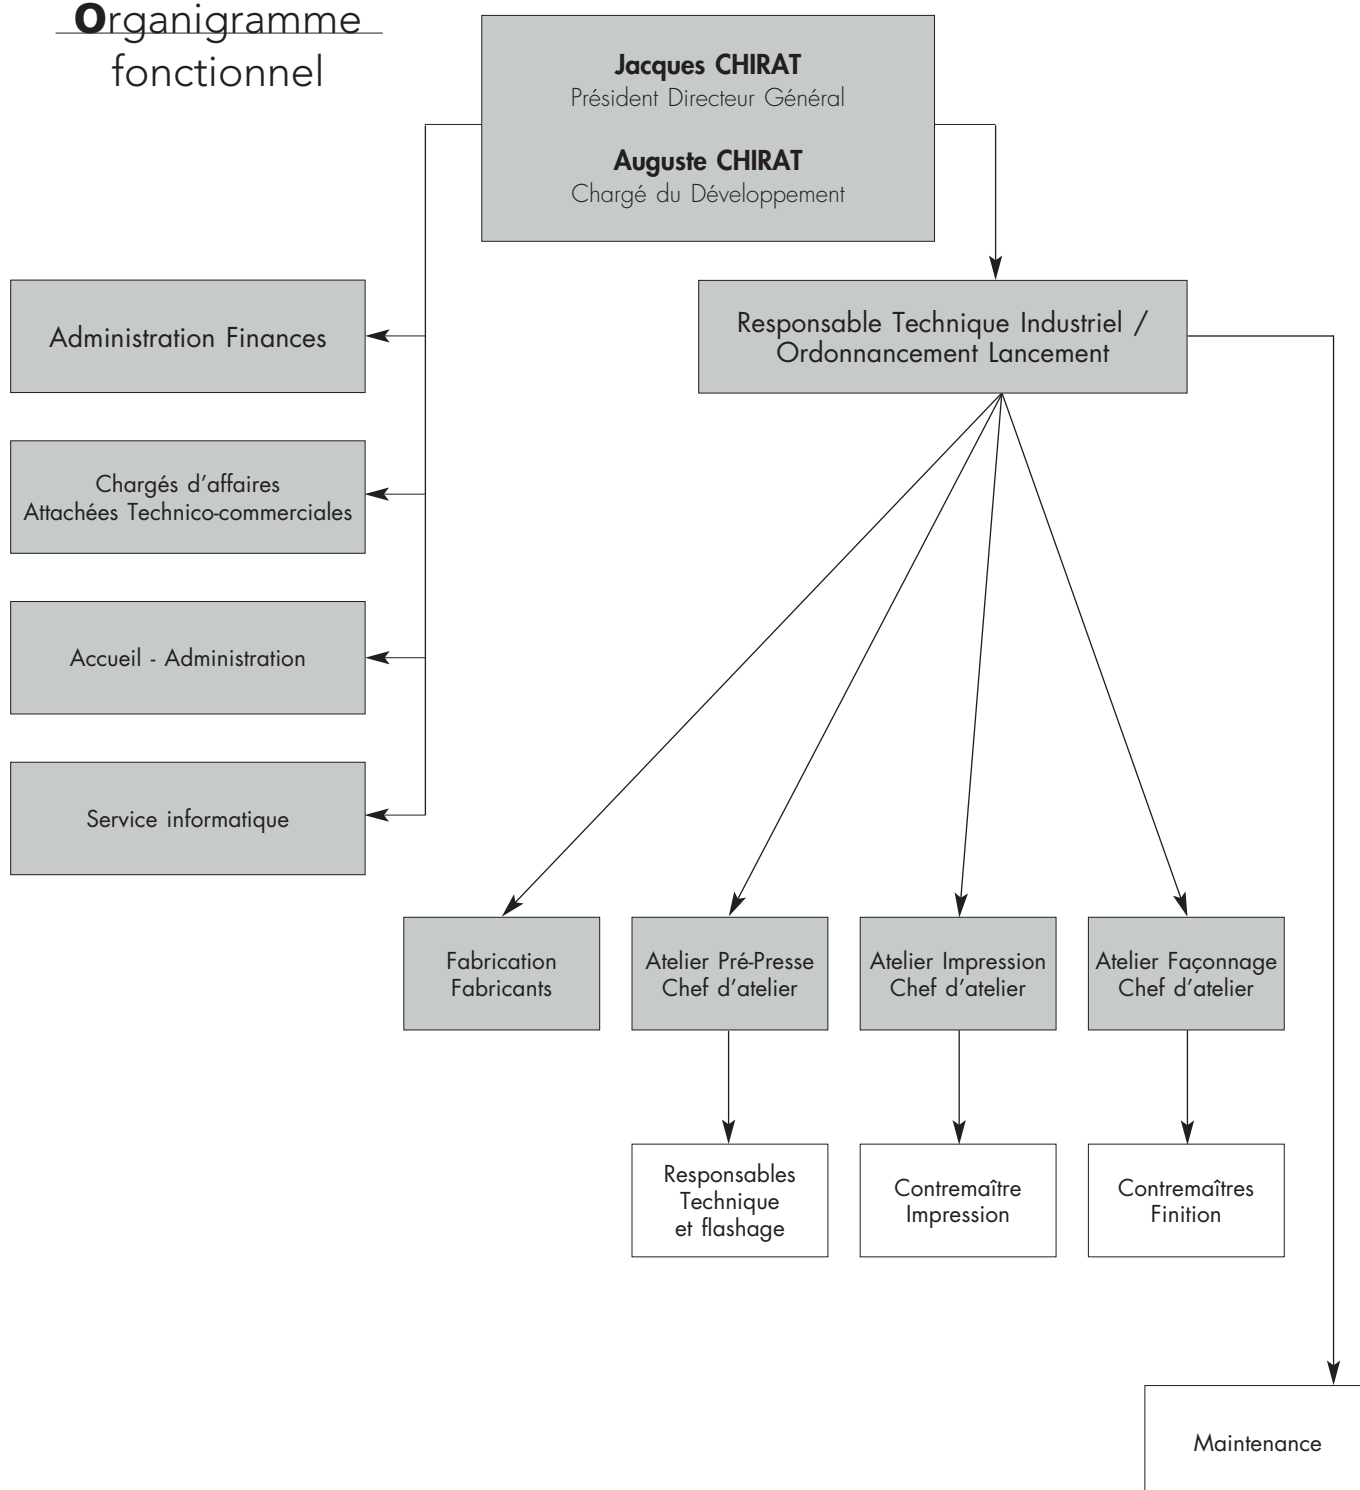 Organigramme
fonctionnel
Jacques CHIRAT
Président Directeur Général
Auguste CHIRAT
Chargé du Développement
Administration Finances
Responsable Technique Industriel /
Ordonnancement Lancement
Chargés d'affaires
Attachées Technico-commerciales
Accueil - Administration
Service informatique
Fabrication
Fabricants
Atelier Pré-Presse
Chef d'atelier
Atelier Impression
Chef d'atelier
Atelier Façonnage
Chef d'atelier
Responsables
Technique
et flashage
Contremaître
Impression
Contremaîtres
Finition
Maintenance